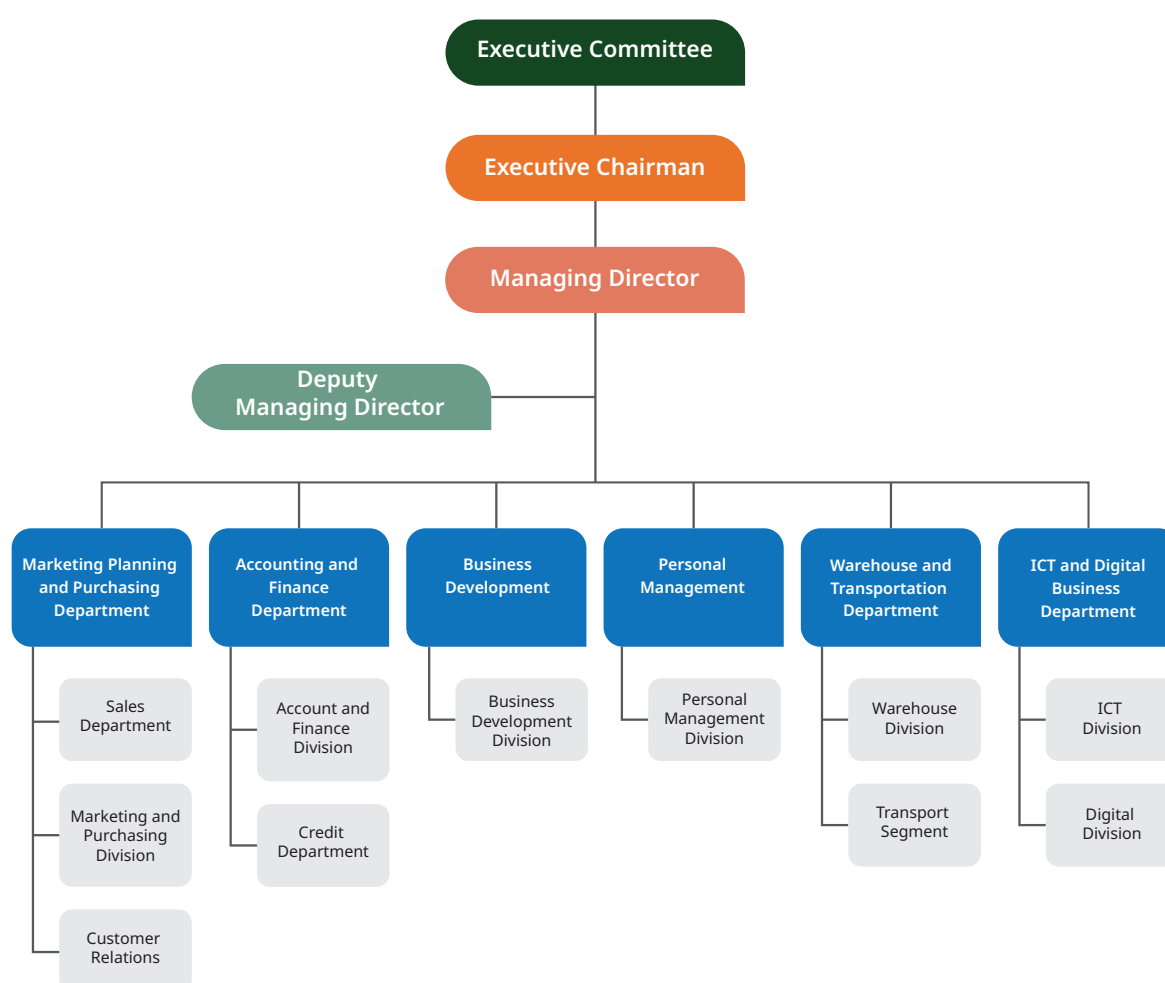 Executive Committee
Executive Chairman
Managing Director
Deputy
Managing Director
Marketing Planning
and Purchasing
Department
Accounting and
Finance
Department
Business
Development
Personal
Management
Warehouse and
Transportation
Department
ICT and Digital
Business
Department
Sales
Department
Marketing and
Purchasing
Division
Customer
Relations
Account and
Finance
Division
Credit
Department
Business
Development
Division
Personal
Management
Division
Warehouse
Division
Transport
Segment
ICT
Division
Digital
Division